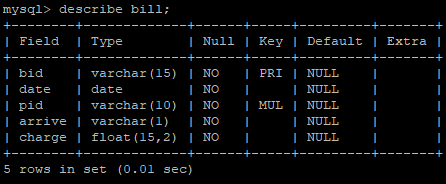 mysql> describe bill;
+--------+-------------+------+-----+---------+-------+
| Field  | Type        | Null | Key | Default | Extra |
+--------+-------------+------+-----+---------+-------+
| bid    | varchar(15) | NO   | PRI | NULL    |       |
| date   | date        | NO   |     | NULL    |       |
| pid    | varchar(10) | NO   | MUL | NULL    |       |
| arrive | varchar(1)  | NO   |     | NULL    |       |
| charge | float(15,2) | NO   |     | NULL    |       |
+--------+-------------+------+-----+---------+-------+
5 rows in set (0.01 sec)